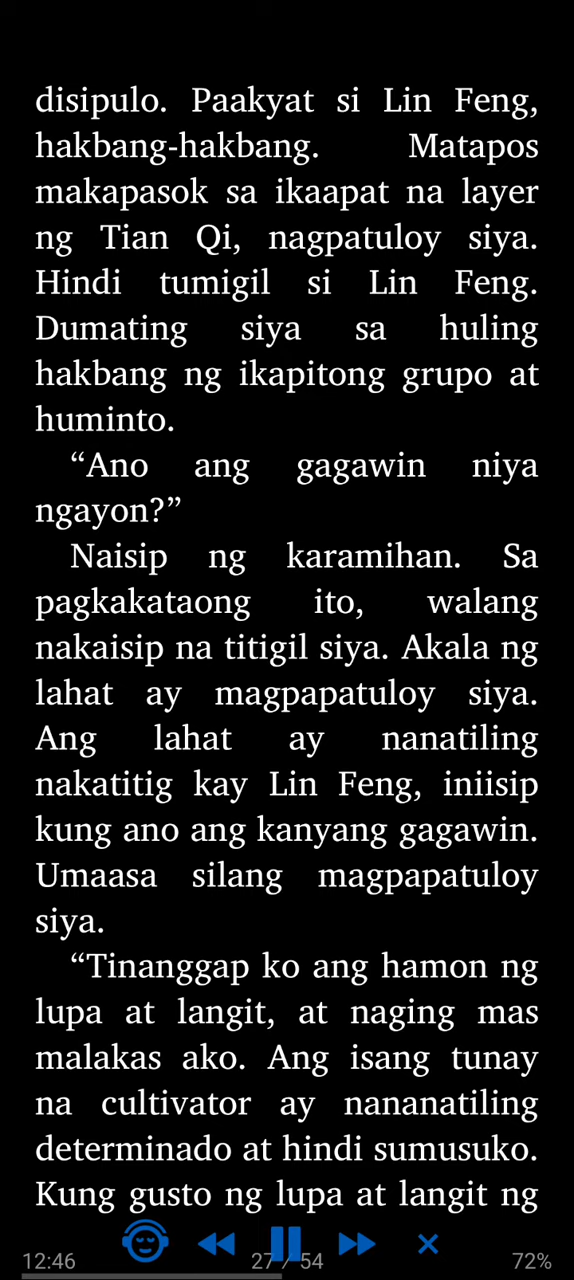 disipulo. Paakyat si Lin Feng,
hakbang-hakbang. Matapos
makapasok sa ikaapat na layer
ng Tian Qi, nagpatuloy siya.
Hindi tumigil si Lin Feng.
Dumating siya sa huling
hakbang ng ikapitong grupo at
huminto.
“Ano ang gagawin niya
ngayon?”
Naisip ng karamihan. Sa
pagkakataong ito, walang
nakaisip na titigil siya. Akala ng
lahat ay magpapatuloy siya.
Ang lahat ay nanatiling
nakatitig kay Lin Feng, iniisip
kung ano ang kanyang gagawin.
Umaasa silang magpapatuloy
siya.
“Tinanggap ko ang hamon ng
lupa at langit, at naging mas
malakas ako. Ang isang tunay
na cultivator ay nananatiling
determinado at hindi sumusuko.
Kung gusto ng lupa at langit ng
12:46 27 / 54 72%